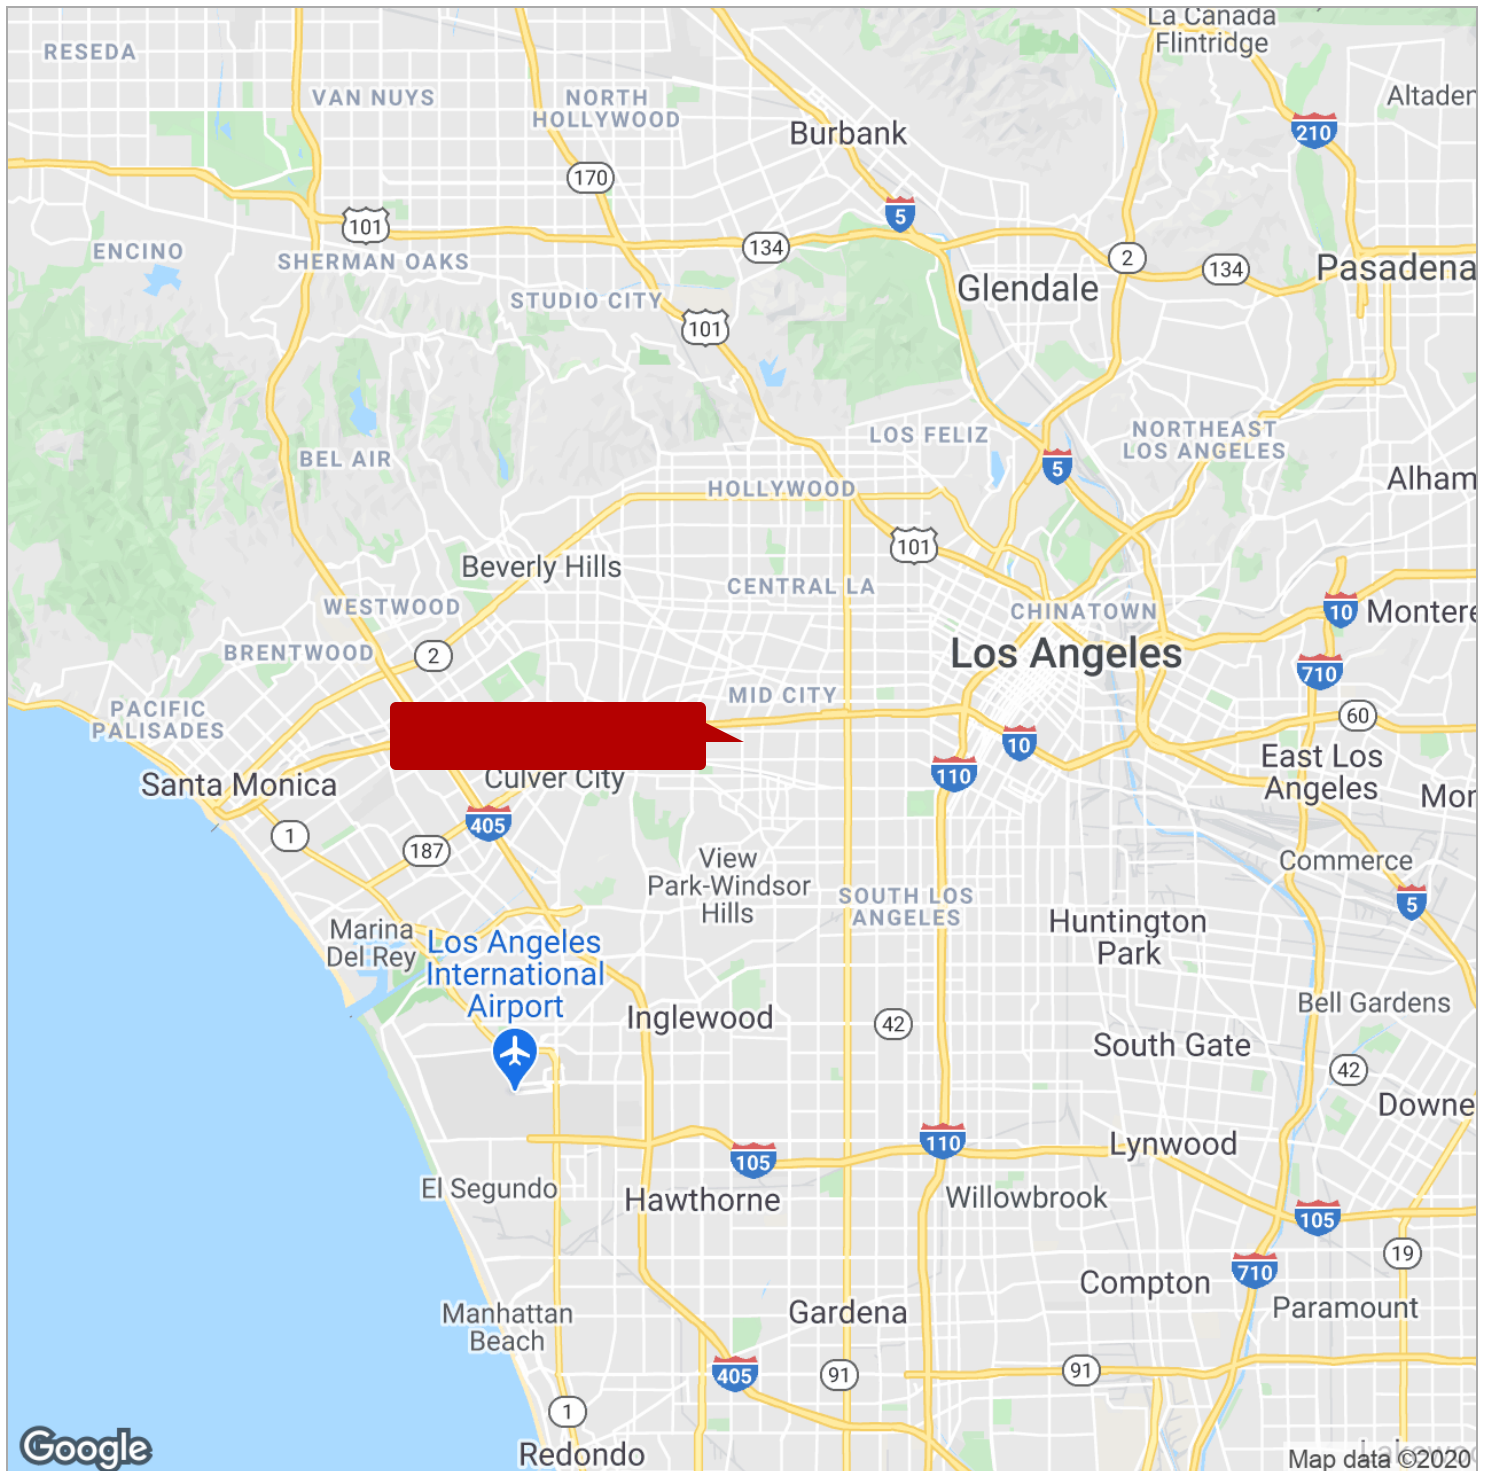 La Canada
Flintridge
RESEDA
VAN NUYS
NORTH
HOLLYWOOD
Altaden
Burbank
210
170
5
101
134
2
134
ENCINO
SHERMAN OAKS
Pasadena
STUDIO CITY
Glendale
101
LOS FELIZ
NORTHEAST
LOS ANGELES
BEL AIR
5
Alham
HOLLYWOOD
101
Beverly Hills
CENTRAL LA
WESTWOOD
CHINATOWN
10
Montere
BRENTWOOD
2
Los Angeles
710
MID CITY
PACIFIC
PALISADES
60
10
Santa Monica
Culver City
110
East Los
Angeles
Mon
1
405
187
View
Park-Windsor
Hills
Commerce
SOUTH LOS
ANGELES
5
Huntington
Park
Marina
Del Rey
Los Angeles
International
Airport
Inglewood
42
Bell Gardens
South Gate
42
Downe
105
110
Lynwood
El Segundo
Hawthorne
Willowbrook
105
19
710
Compton
Manhattan
Beach
Gardena
Paramount
405
91
91
1
Google
Redondo
Lakewoo
Map data ©2020